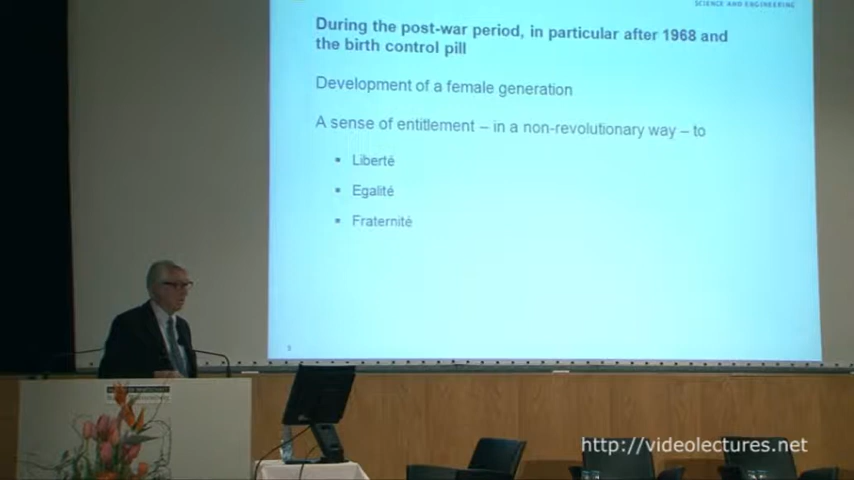 SCIENCE AND ENGINEERING
During the post-war period, in particular after 1968 and
the birth control pill
Development of a female generation
A sense of entitlement – in a non-revolutionary way – to
▪ Liberté
▪ Egalité
▪ Fraternité
http://videolectures.net